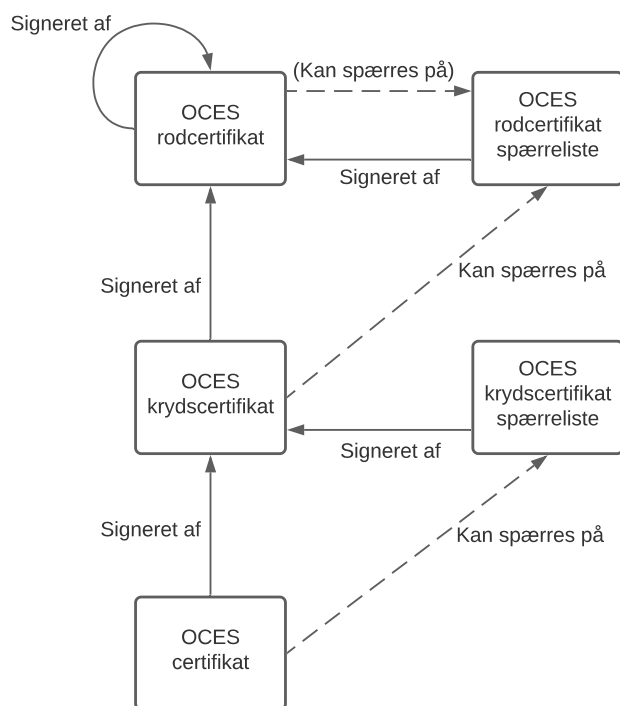 Signeret af
(Kan spærres på)
OCES
rodcertifikat
OCES
rodcertifikat
spærreliste
Signeret af
Kan spærres på
Signeret af
OCES
krydscertifikat
OCES
krydscertifikat
spærreliste
Signeret af
Signeret af
Kan spærres på
OCES
certifikat